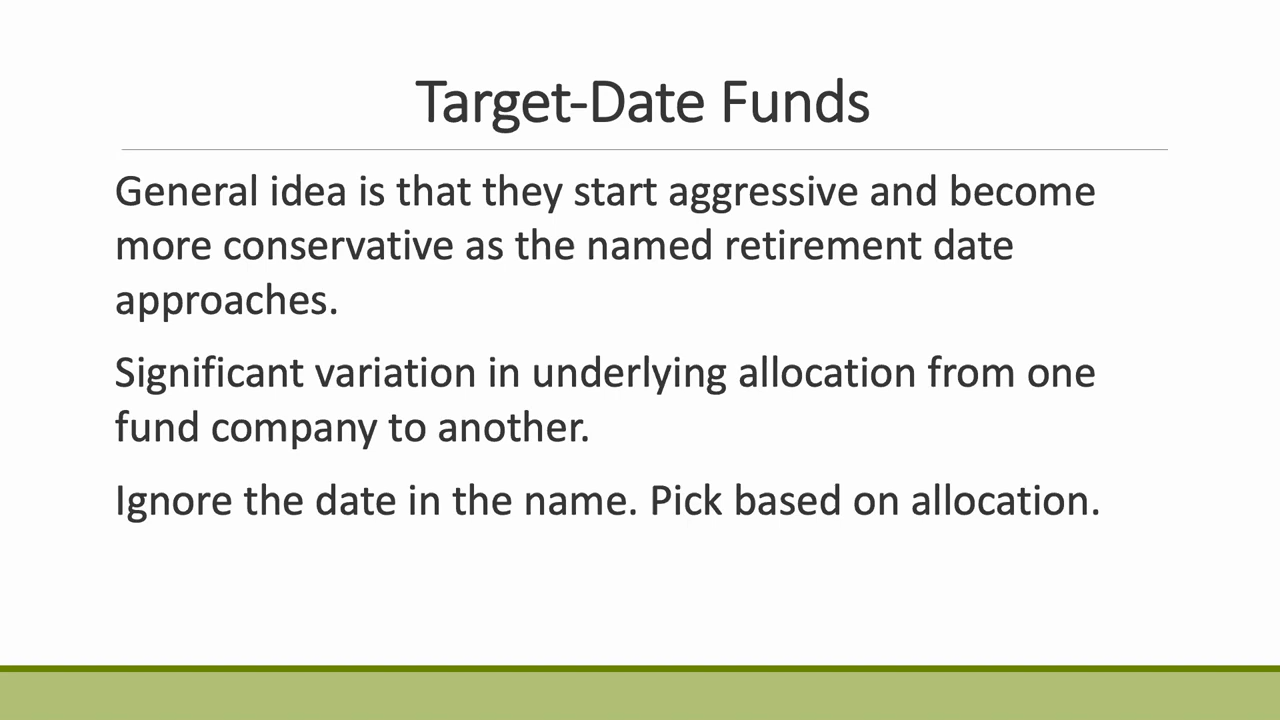 Target-Date Funds
General idea is that they start aggressive and become
more conservative as the named retirement date
approaches.
Significant variation in underlying allocation from one
fund company to another.
Ignore the date in the name. Pick based on allocation.